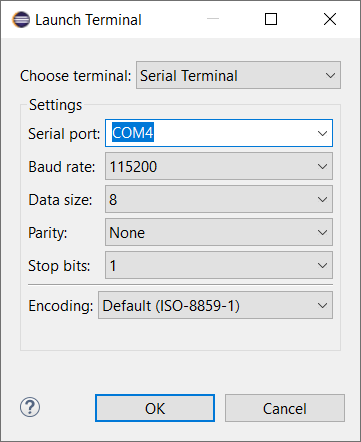 Launch Terminal
Choose terminal: Serial Terminal
Settings
Serial port: COM4
Baud rate: 115200
Data size: 8
Parity: None
Stop bits: 1
Encoding: Default (ISO-8859-1)
?
OK Cancel